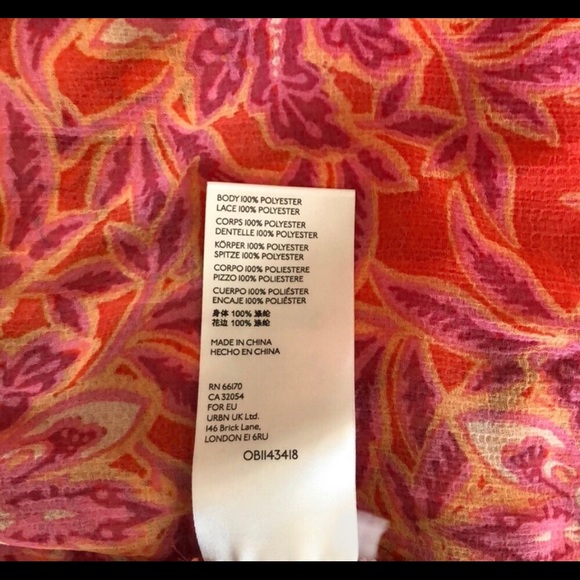 BODY 100% POLYESTER
LACE 100% POLYESTER
CORPS 100% POLYESTER
DENTELLE 100% POLYESTER
KÖRPER 100% POLYESTER
SPITZE 100% POLYESTER
CORPO 100% POLIESTERE
PIZZO 100% POLIESTERE
CUERPO 100% POLIÉSTER
ENCAJE 100% POLIÉSTER
身体 100% 涤纶
花边 100% 涤纶
MADE IN CHINA
HECHO EN CHINA
RN 66170
CA 32054
FOR EU
URBN UK Ltd.
146 Brick Lane,
LONDON E1 6RU
OB1143418